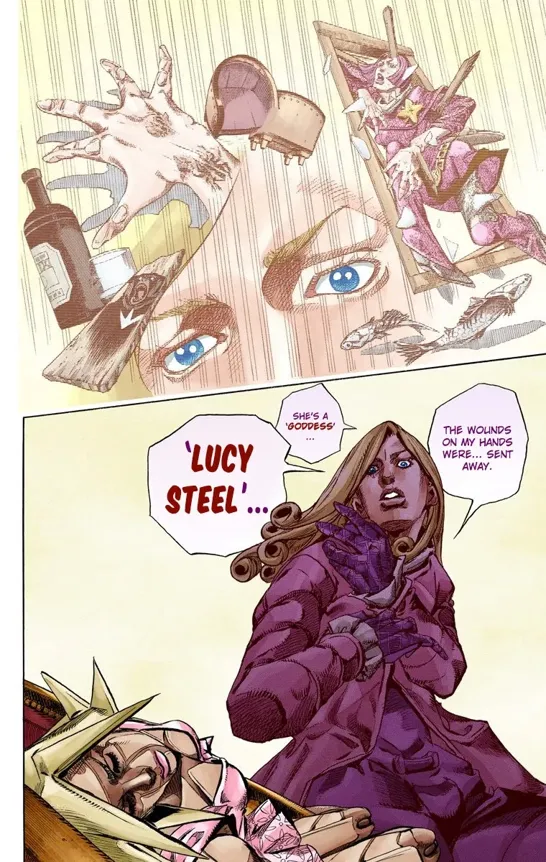 THE WOUNDS
ON MY HANDS
WERE... SENT
AWAY.
SHE'S A
'GODDESS'
...
'LUCY
STEEL'...